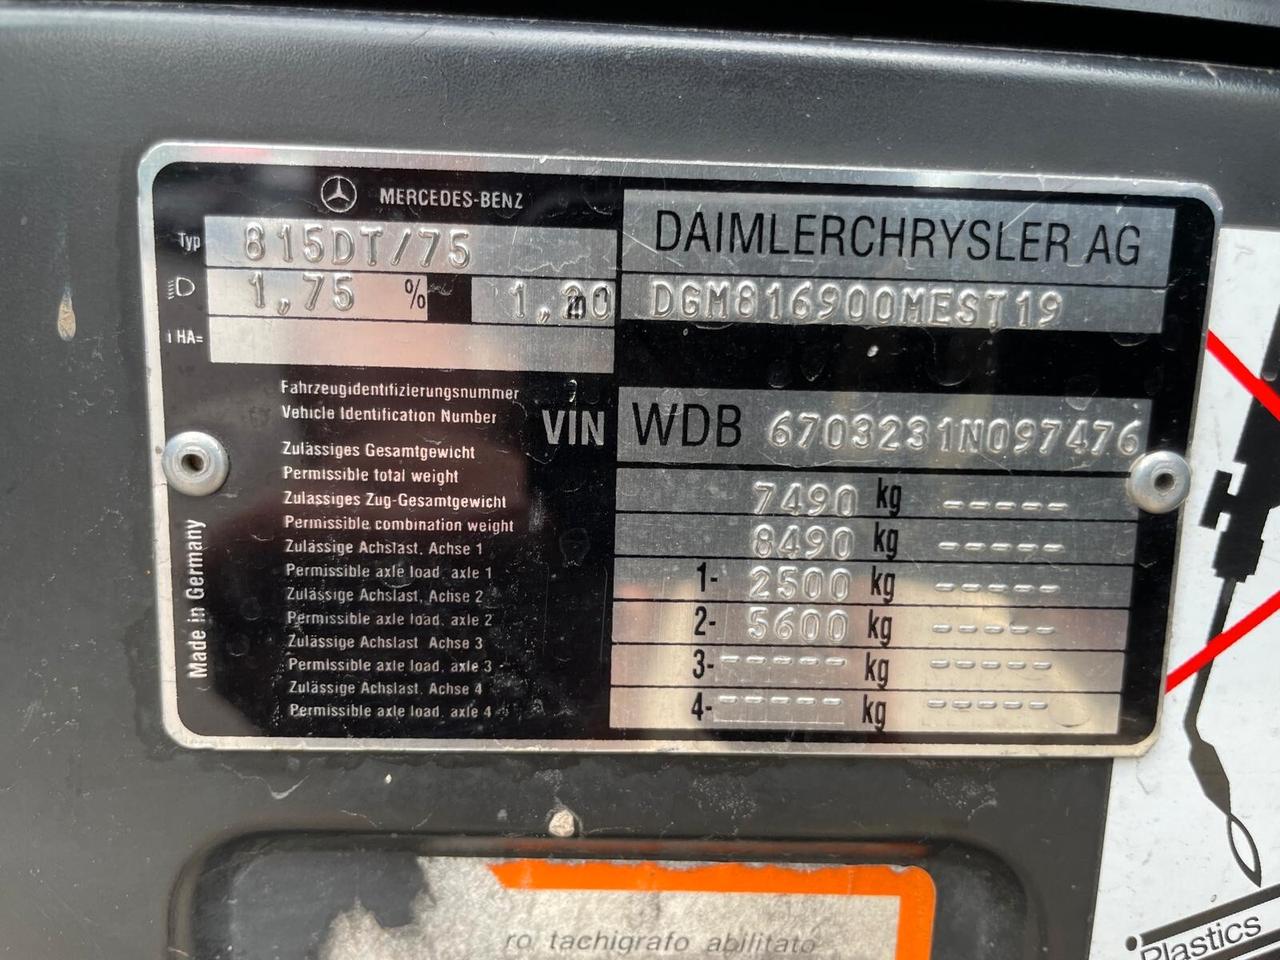 MERCEDES-BENZ
DAIMLERCHRYSLER AG
Typ 815DT/75
1,75 % 1,20
DGM816900MEST19
i HA=
Fahrzeugidentifizierungsnummer
Vehicle Identification Number
VIN WDB 6703231N097476
Zulässiges Gesamtgewicht
Permissible total weight
7490 kg -----
Zulassiges Zug-Gesamtgewicht
Permissible combination weight
8490 kg -----
Zulässige Achslast, Achse 1
Permissible axle load, axle 1
1- 2500 kg -----
Zulässige Achslast, Achse 2
Permissible axle load, axle 2
2- 5600 kg -----
Zulässige Achslast, Achse 3
Permissible axle load, axle 3
3- ----- kg -----
Zulässige Achslast, Achse 4
Permissible axle load, axle 4
4- ----- kg -----
Made in Germany
ro tachigrafo abilitato
Plastics